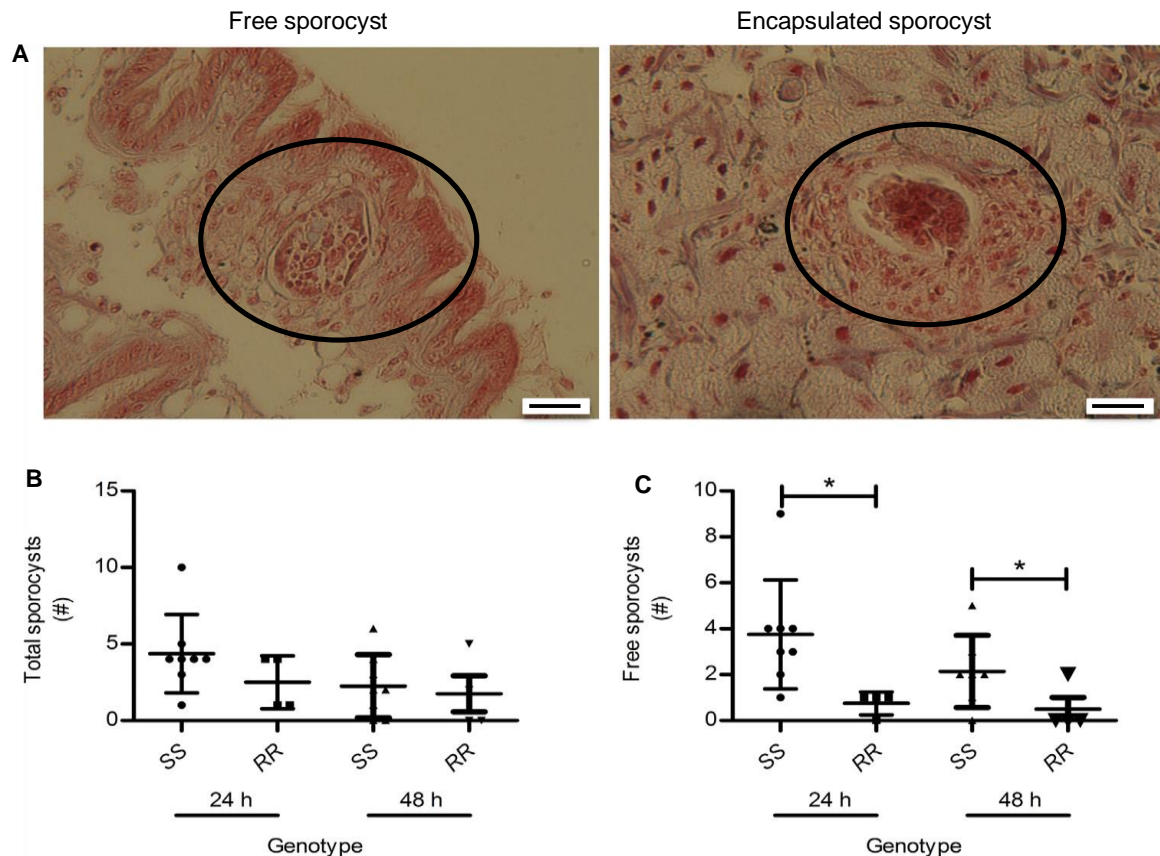 Free sporocyst
Encapsulated sporocyst
A
B
Total sporocysts
(#)
15
10
5
0
SS
RR
SS
RR
24 h
48 h
Genotype
C
Free sporocysts
(#)
10
8
6
4
2
0
*
*
SS
RR
SS
RR
24 h
48 h
Genotype